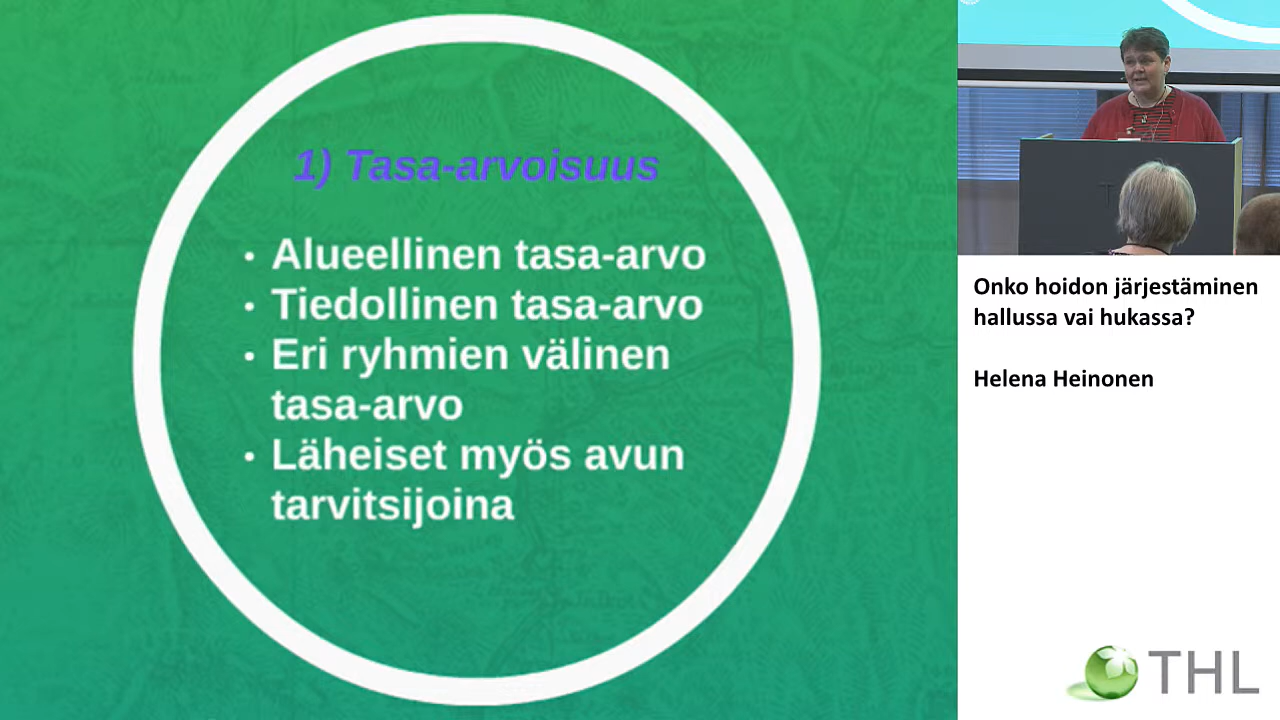 1) Tasa-arvoisuus
• Alueellinen tasa-arvo
• Tiedollinen tasa-arvo
• Eri ryhmien välinen
tasa-arvo
• Läheiset myös avun
tarvitsijoina
Onko hoidon järjestäminen
hallussa vai hukassa?
Helena Heinonen
THL